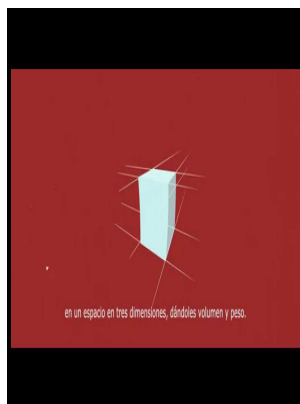 en un espacio en tres dimensiones, dándoles volumen y peso.